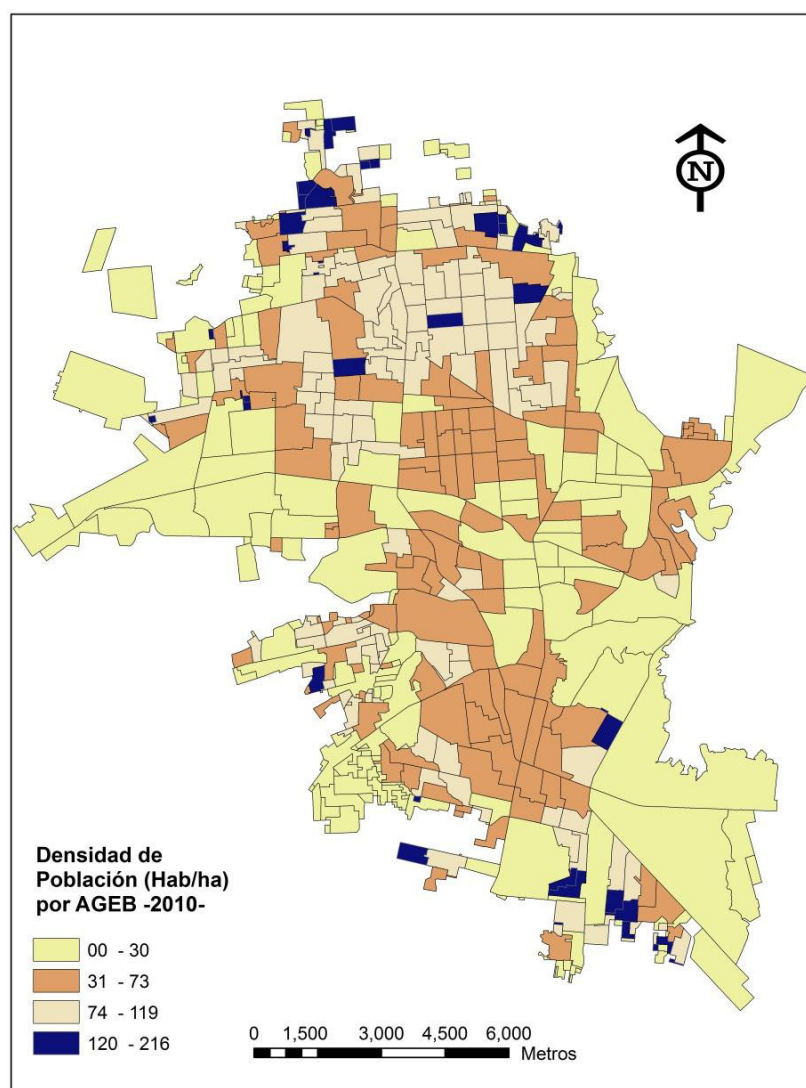 N
Densidad de
Población (Hab/ha)
por AGEB -2010-
00 - 30
31 - 73
74 - 119
120 - 216
0 1,500 3,000 4,500 6,000
Metros